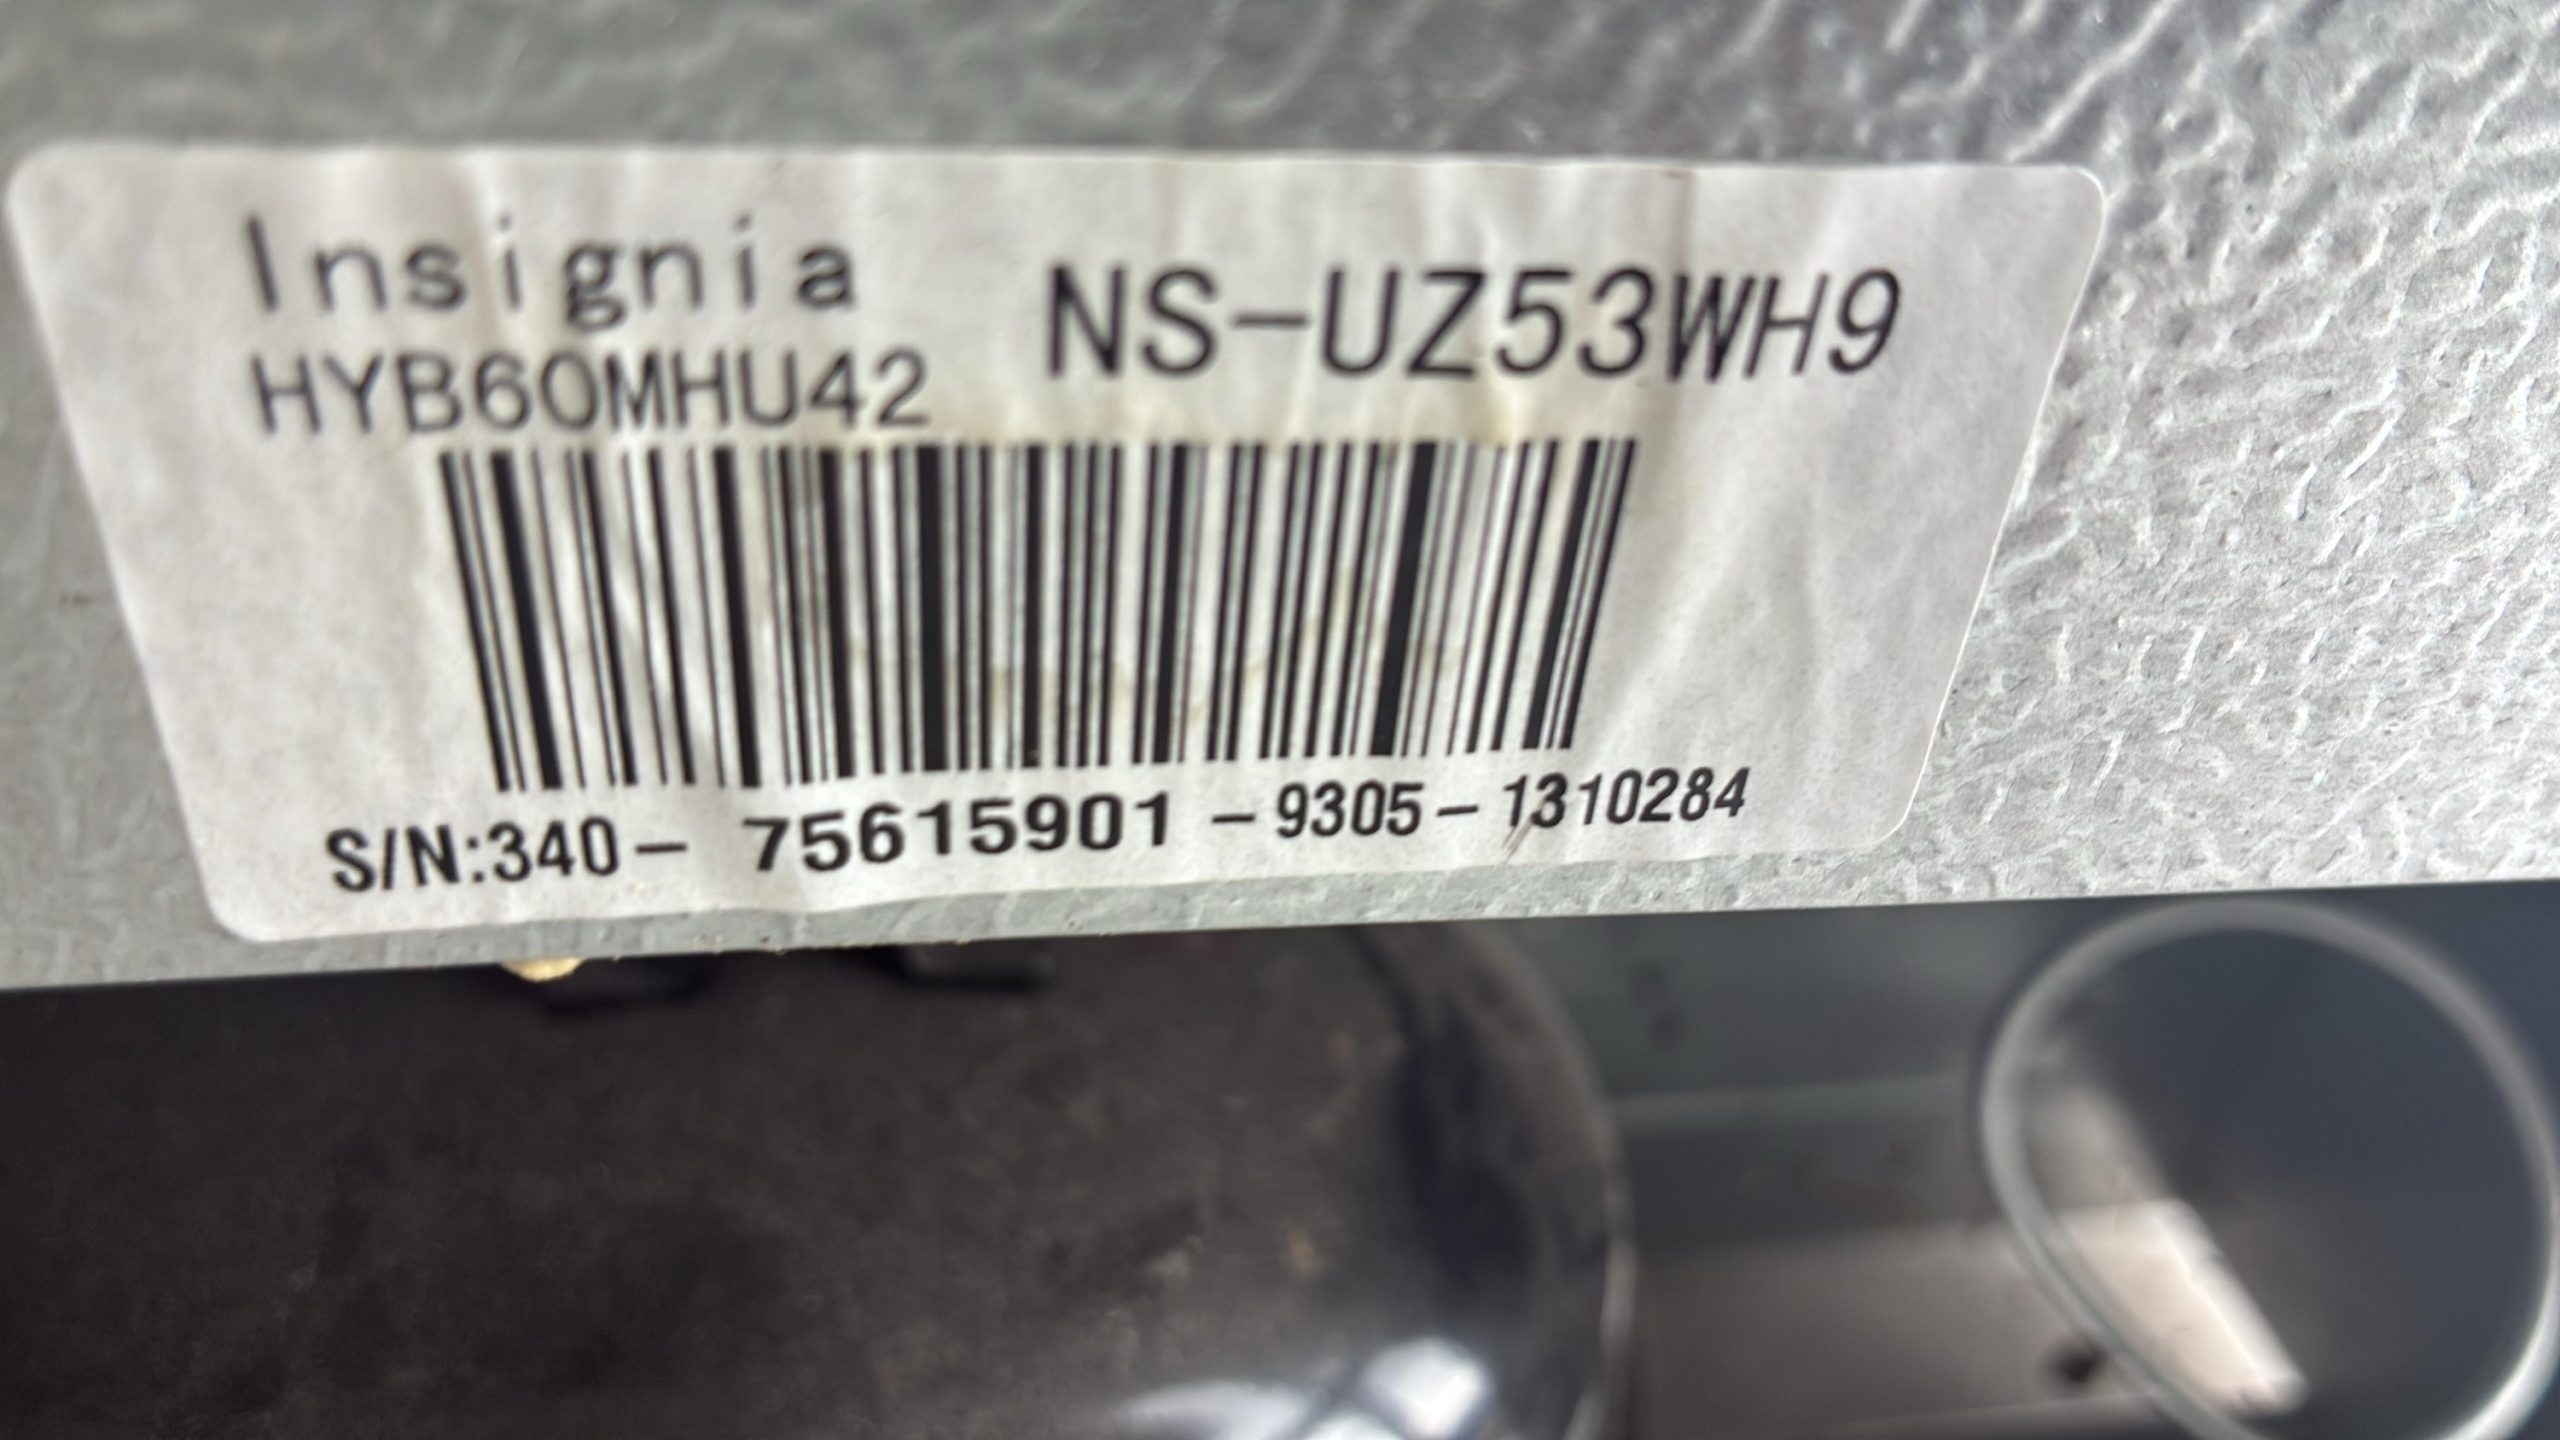 Insignia
HYB60MHU42 NS-UZ53WH9
S/N:340- 75615901 -9305-1310284